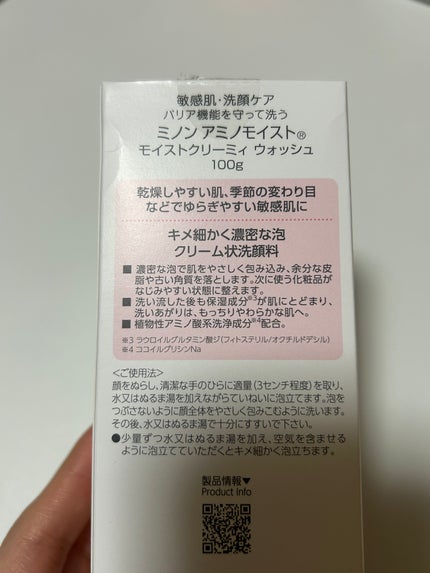 敏感肌・洗顔ケア
バリア機能を守って洗う
ミノン アミノモイスト®
モイストクリーミィ ウォッシュ
100g
乾燥しやすい肌、季節の変わり目
などでゆらぎやすい敏感肌に
キメ細かく濃密な泡
クリーム状洗顔料
■ 濃密な泡で肌をやさしく包み込み、余分な皮
脂や古い角質を落とします。次に使う化粧品が
なじみやすい状態に整えます。
■ 洗い流した後も保湿成分※3が肌にとどまり、
洗いあがりは、もっちりやわらかな肌へ。
■ 植物性アミノ酸系洗浄成分※4配合。
※3 ラウロイルグルタミン酸ジ(フィトステリル/オクチルドデシル)
※4 ココイルグリシンNa
<ご使用法>
顔をぬらし、清潔な手のひらに適量(3センチ程度)を取り、
水又はぬるま湯を加えながらていねいに泡立てます。泡を
つぶさないように顔全体をやさしく包みこむように洗います。
その後、水又はぬるま湯で十分にすすいで下さい。
●少量ずつ水又はぬるま湯を加え、空気を含ませる
ように泡立てていただくとキメ細かく泡立ちます。
製品情報▼
Product Info